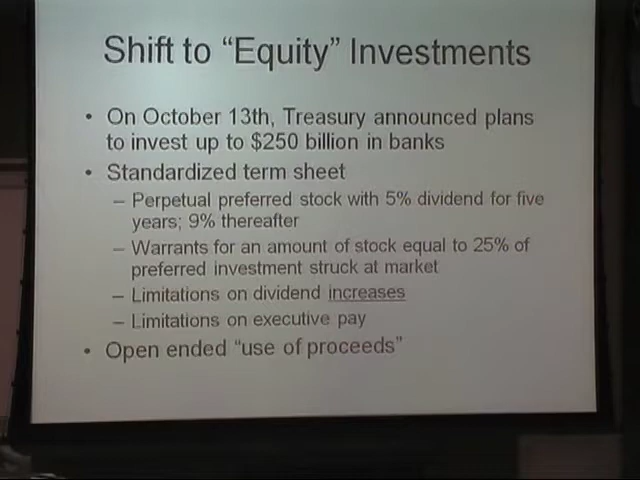 Shift to “Equity” Investments
• On October 13th, Treasury announced plans
to invest up to $250 billion in banks
• Standardized term sheet
– Perpetual preferred stock with 5% dividend for five
years; 9% thereafter
– Warrants for an amount of stock equal to 25% of
preferred investment struck at market
– Limitations on dividend increases
– Limitations on executive pay
• Open ended “use of proceeds”